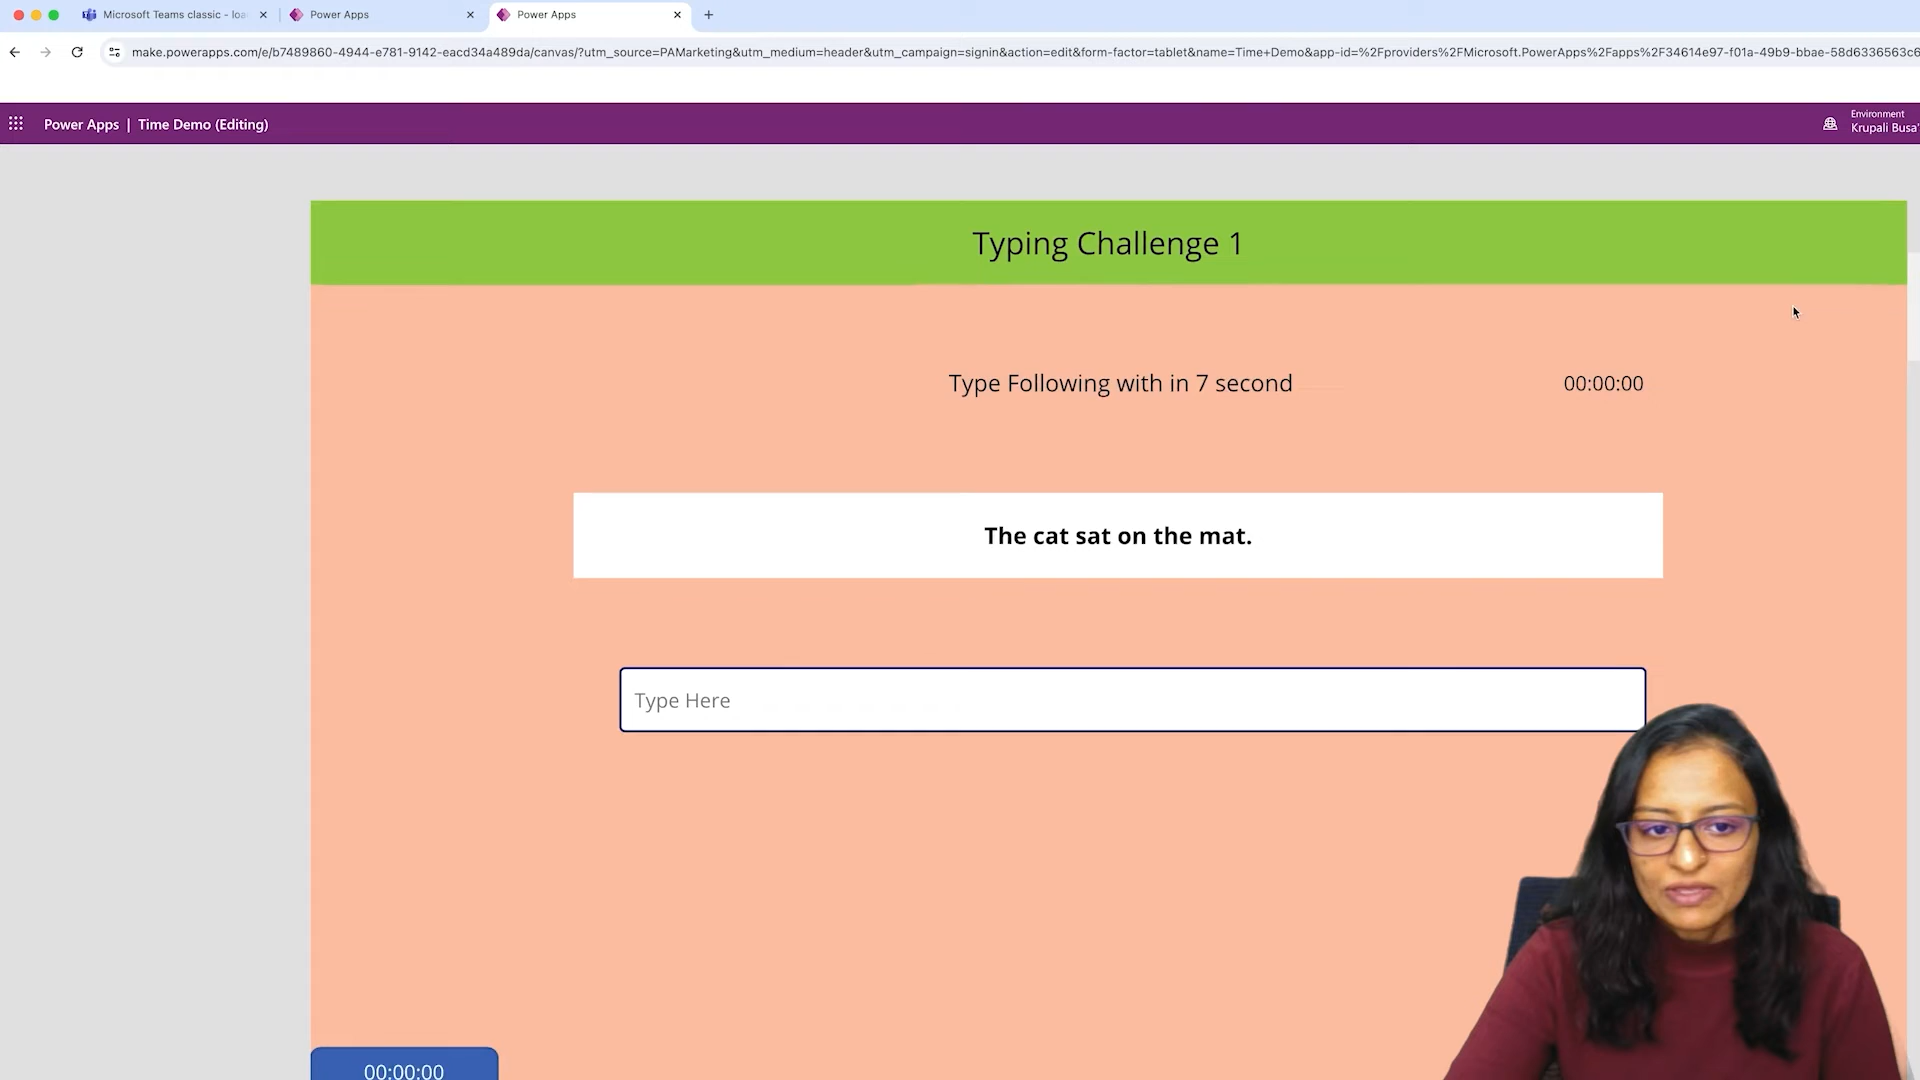 Microsoft Teams classic - loa
Power Apps
Power Apps
make.powerapps.com/e/b7489860-4944-e781-9142-eacd34a489da/canvas/?utm_source=PAMarketing&utm_medium=header&utm_campaign=signin&action=edit&form-factor=tablet&name=Time+Demo&app-id=%2Fproviders%2FMicrosoft.PowerApps%2Fapps%2F34614e97-f01a-49b9-bbae-58d6336563c6
Power Apps | Time Demo (Editing)
Environment
Krupali Busa'
Typing Challenge 1
Type Following with in 7 second
00:00:00
The cat sat on the mat.
Type Here
00:00:00